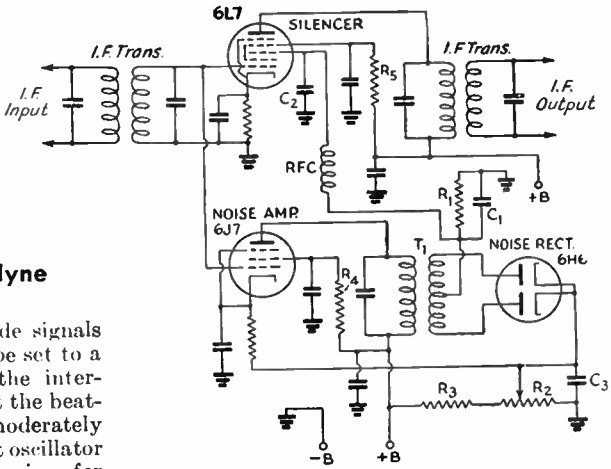 6L7
SILENCER
I.F. Trans.
I.F. Trans.
I.F. Input
I.F. Output
C2
R5
RFC
R1
C1
+B
NOISE AMP.
6J7
T1
NOISE RECT.
6H6
R4
R3
R2
C3
-B
+B
dyne
de signals
be set to a
the inter-
t the beat-
moderately
t oscillator